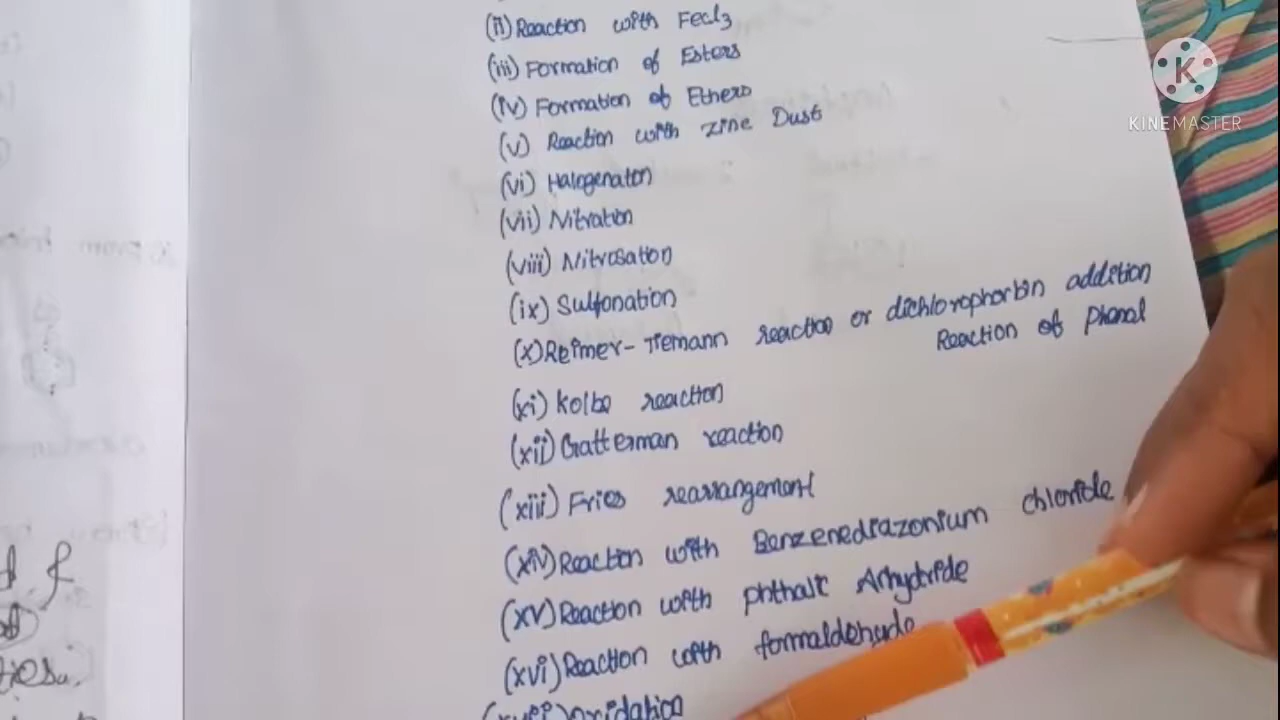 (ii) Reaction with Fecl3
(iii) Formation of Esters
(iv) Formation of Ethers
(v) Reaction with zinc Dust
(vi) Halogenation
(vii) Nitration
(viii) Nitrosation
(ix) Sulfonation
(x) Reimer-Tiemann reaction or dichlorophorbin addition
Reaction of Phenol
(xi) Kolbe reaction
(xii) Gatterman reaction
(xiii) Fries rearrangement
(xiv) Reaction with Benzenediazonium chloride
(xv) Reaction with phthalic Anhydride
(xvi) Reaction with formaldehyde
(xvii) oxidation
K
KINEMASTER